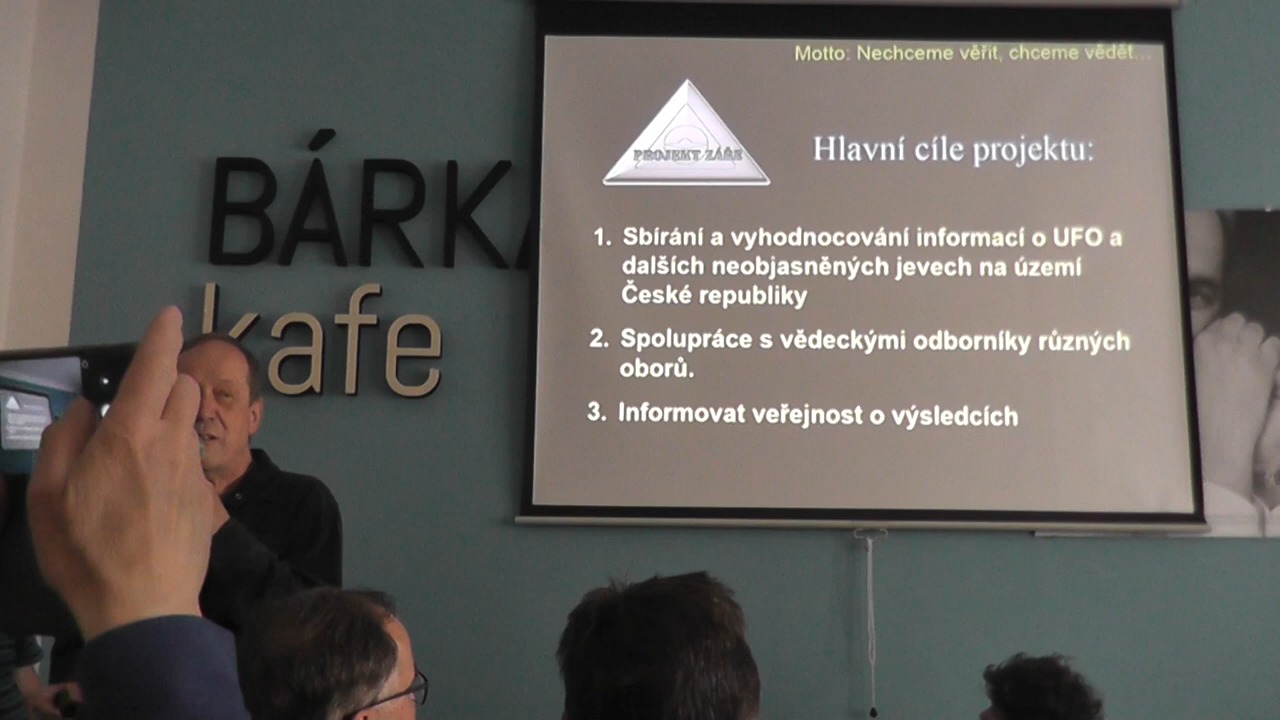 Motto: Nechceme věřit, chceme vědět...
PROJEKT ZÁŘE
Hlavní cíle projektu:
1. Sbírání a vyhodnocování informací o UFO a
dalších neobjasněných jevech na území
České republiky
2. Spolupráce s vědeckými odborníky různých
oborů.
3. Informovat veřejnost o výsledcích
BÁRKA
kafe